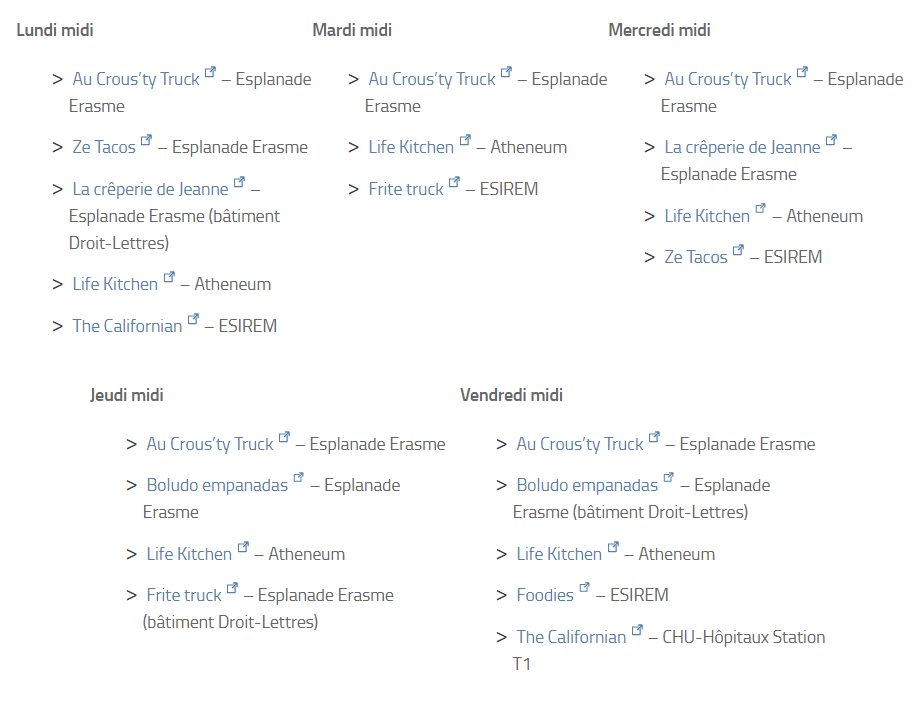 Lundi midi
> Au Crous’ty Truck – Esplanade
Erasme
> Ze Tacos – Esplanade Erasme
> La crêperie de Jeanne –
Esplanade Erasme (bâtiment
Droit-Lettres)
> Life Kitchen – Atheneum
> The Californian – ESIREM
Mardi midi
> Au Crous’ty Truck – Esplanade
Erasme
> Life Kitchen – Atheneum
> Frite truck – ESIREM
Mercredi midi
> Au Crous’ty Truck – Esplanade
Erasme
> La crêperie de Jeanne –
Esplanade Erasme
> Life Kitchen – Atheneum
> Ze Tacos – ESIREM
Jeudi midi
> Au Crous’ty Truck – Esplanade Erasme
> Boludo empanadas – Esplanade
Erasme
> Life Kitchen – Atheneum
> Frite truck – Esplanade Erasme
(bâtiment Droit-Lettres)
Vendredi midi
> Au Crous’ty Truck – Esplanade Erasme
> Boludo empanadas – Esplanade
Erasme (bâtiment Droit-Lettres)
> Life Kitchen – Atheneum
> Foodies – ESIREM
> The Californian – CHU-Hôpitaux Station
T1